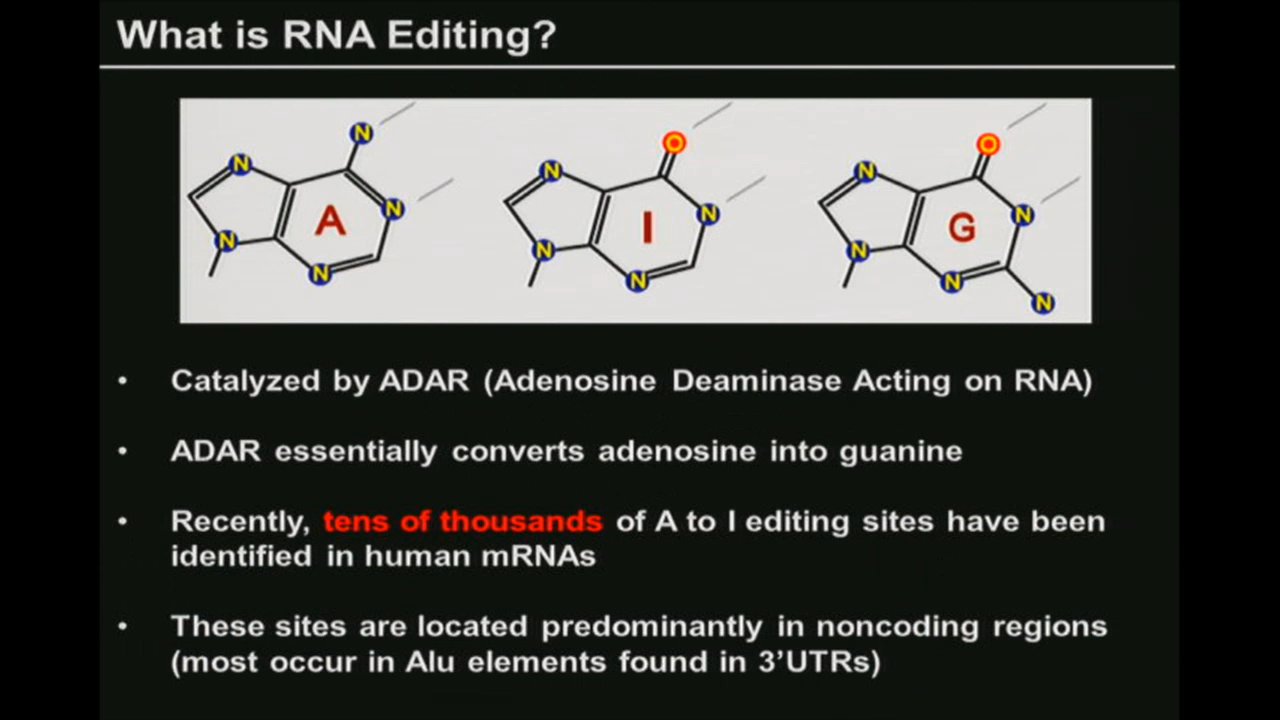 What is RNA Editing?
N
N
N
N
N
A
O
N
N
N
N
I
O
N
N
N
N
N
G
• Catalyzed by ADAR (Adenosine Deaminase Acting on RNA)
• ADAR essentially converts adenosine into guanine
• Recently, tens of thousands of A to I editing sites have been
identified in human mRNAs
• These sites are located predominantly in noncoding regions
(most occur in Alu elements found in 3’UTRs)